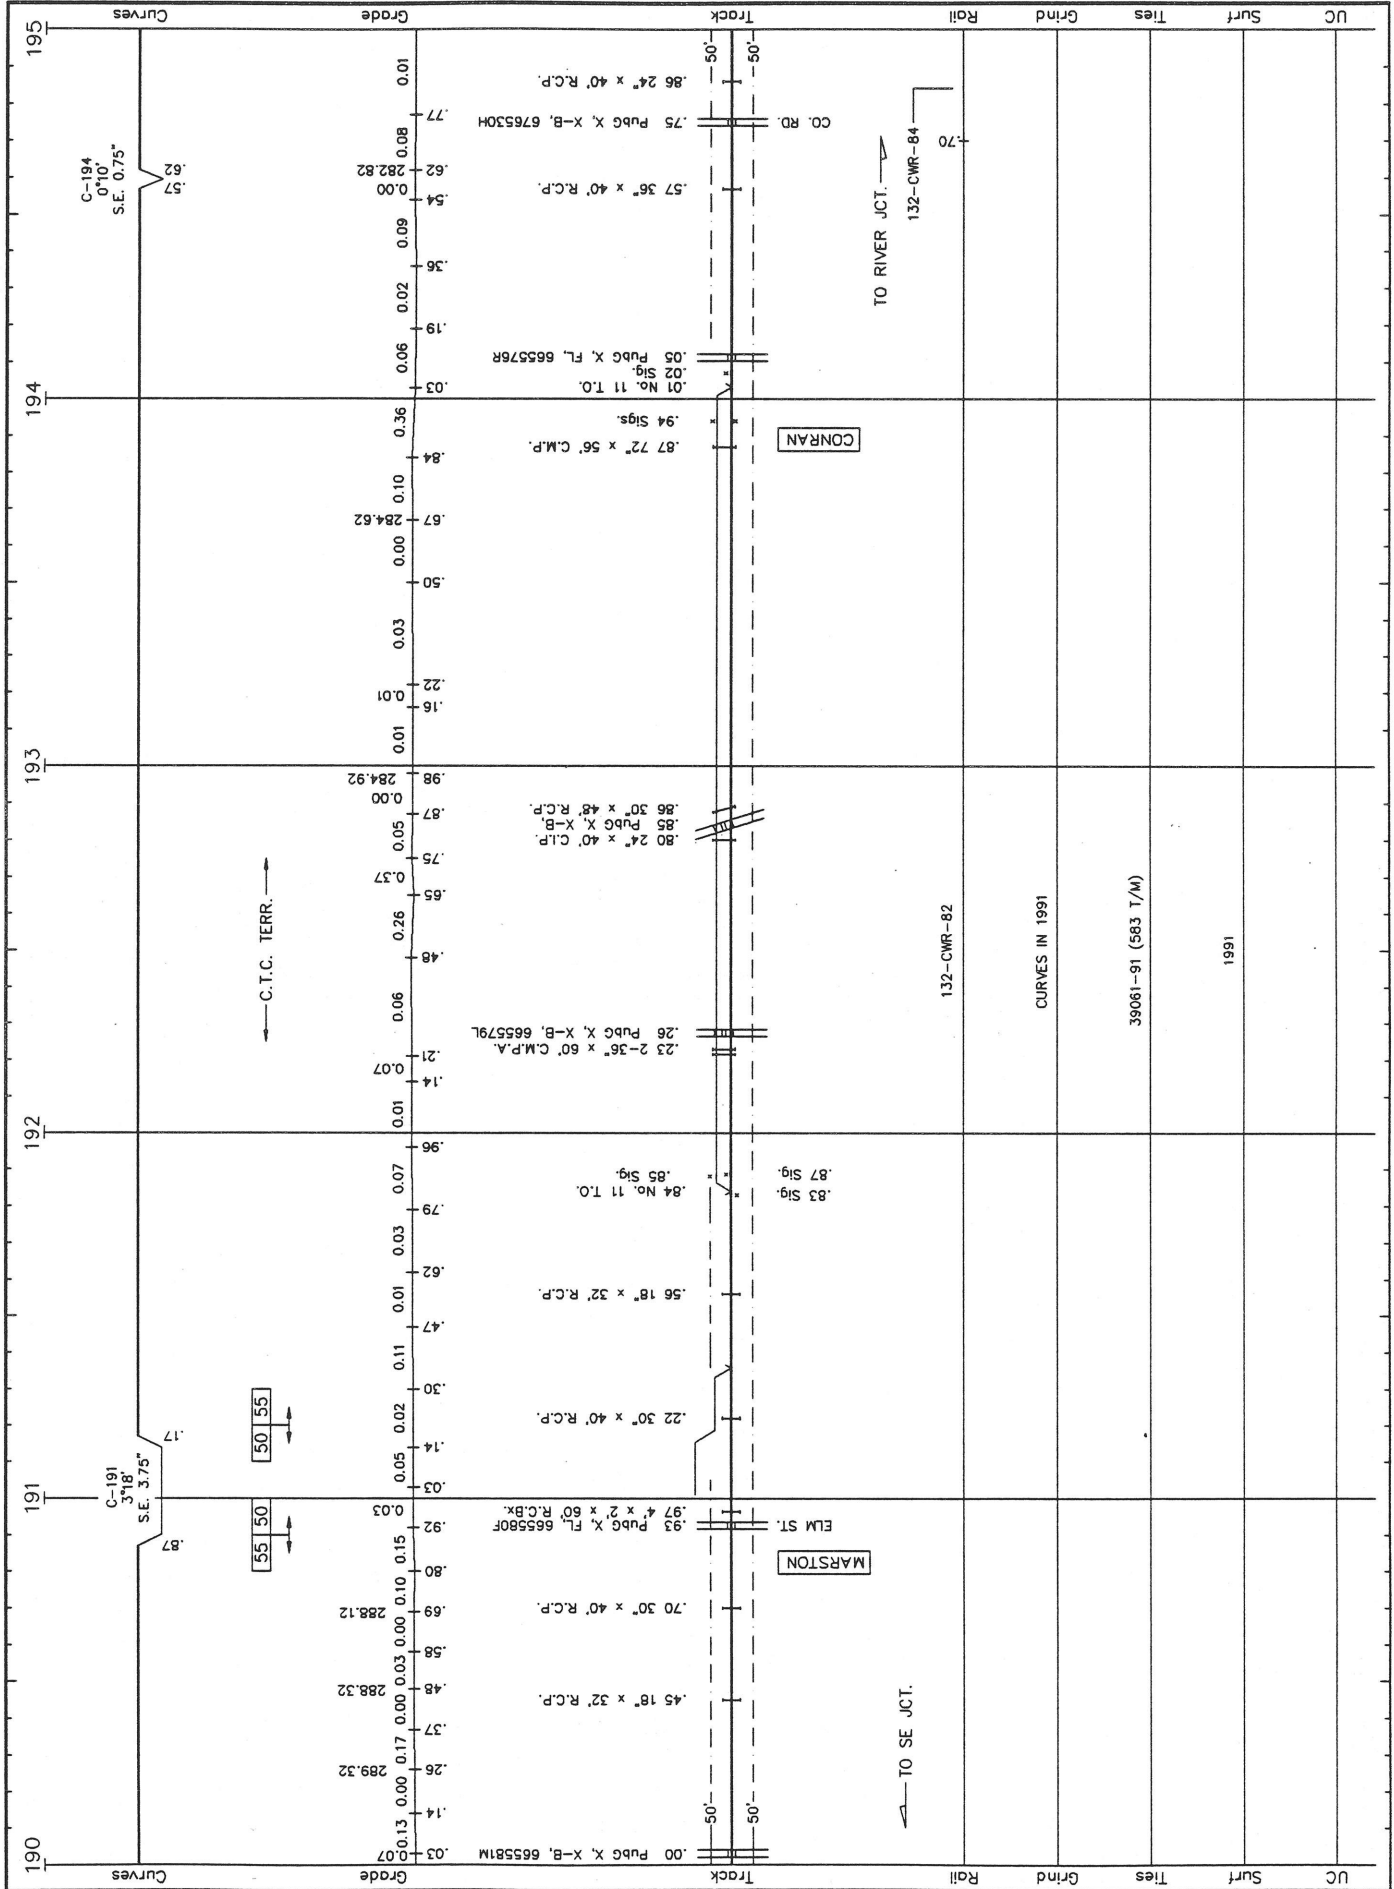 190
191
192
193
194
195
Curves
C-191
3°18'
S.E. 3.75"
.87
.17
C-194
0°10'
S.E. 0.75"
.57
.62
Curves
55 50
50 55
C.T.C. TERR.
Grade
0.07
0.13
0.00
289.32
0.17
0.00
288.32
0.03
0.00
288.12
0.10
0.15
0.03
0.05
0.02
0.11
0.01
0.03
0.07
0.01
0.07
0.06
0.26
0.37
0.05
0.00
284.92
0.01
0.01
0.03
0.00
284.62
0.10
0.36
0.06
0.02
0.09
0.00
282.82
0.08
0.01
Grade
.03
.14
.26
.37
.48
.58
.69
.80
.92
.03
.14
.30
.47
.62
.79
.96
.14
.21
.48
.65
.75
.87
.98
.16
.22
.50
.67
.84
.03
.19
.36
.54
.62
.77
.00 PubG X, X-B, 665581M
.45 18" x 32' R.C.P.
.70 30" x 40' R.C.P.
.93 PubG X, FL, 665580F
.97 4' x 2' x 60' R.C.Bx.
.22 30" x 40' R.C.P.
.56 18" x 32' R.C.P.
.84 No. 11 T.O.
.85 Sig.
.23 2-36" x 60' C.M.P.A.
.26 PubG X, X-B, 665579L
.80 24" x 40' C.I.P.
.85 PubG X, X-B,
.86 30" x 48' R.C.P.
.87 72" x 56' C.M.P.
.94 Sigs.
.01 No. 11 T.O.
.02 Sig.
.05 PubG X, FL, 665576R
.57 36" x 40' R.C.P.
.75 PubG X, X-B, 676530H
.86 24" x 40' R.C.P.
Track
50'
50'
50'
50'
Track
MARSTON
ELM ST.
.83 Sig.
.87 Sig.
CONRAN
CO. RD.
TO SE JCT.
TO RIVER JCT.
132-CWR-82
132-CWR-84
Rail
.70
Rail
Grind
CURVES IN 1991
Grind
Ties
39061-91 (583 T/M)
Ties
Surf
1991
Surf
UC
UC